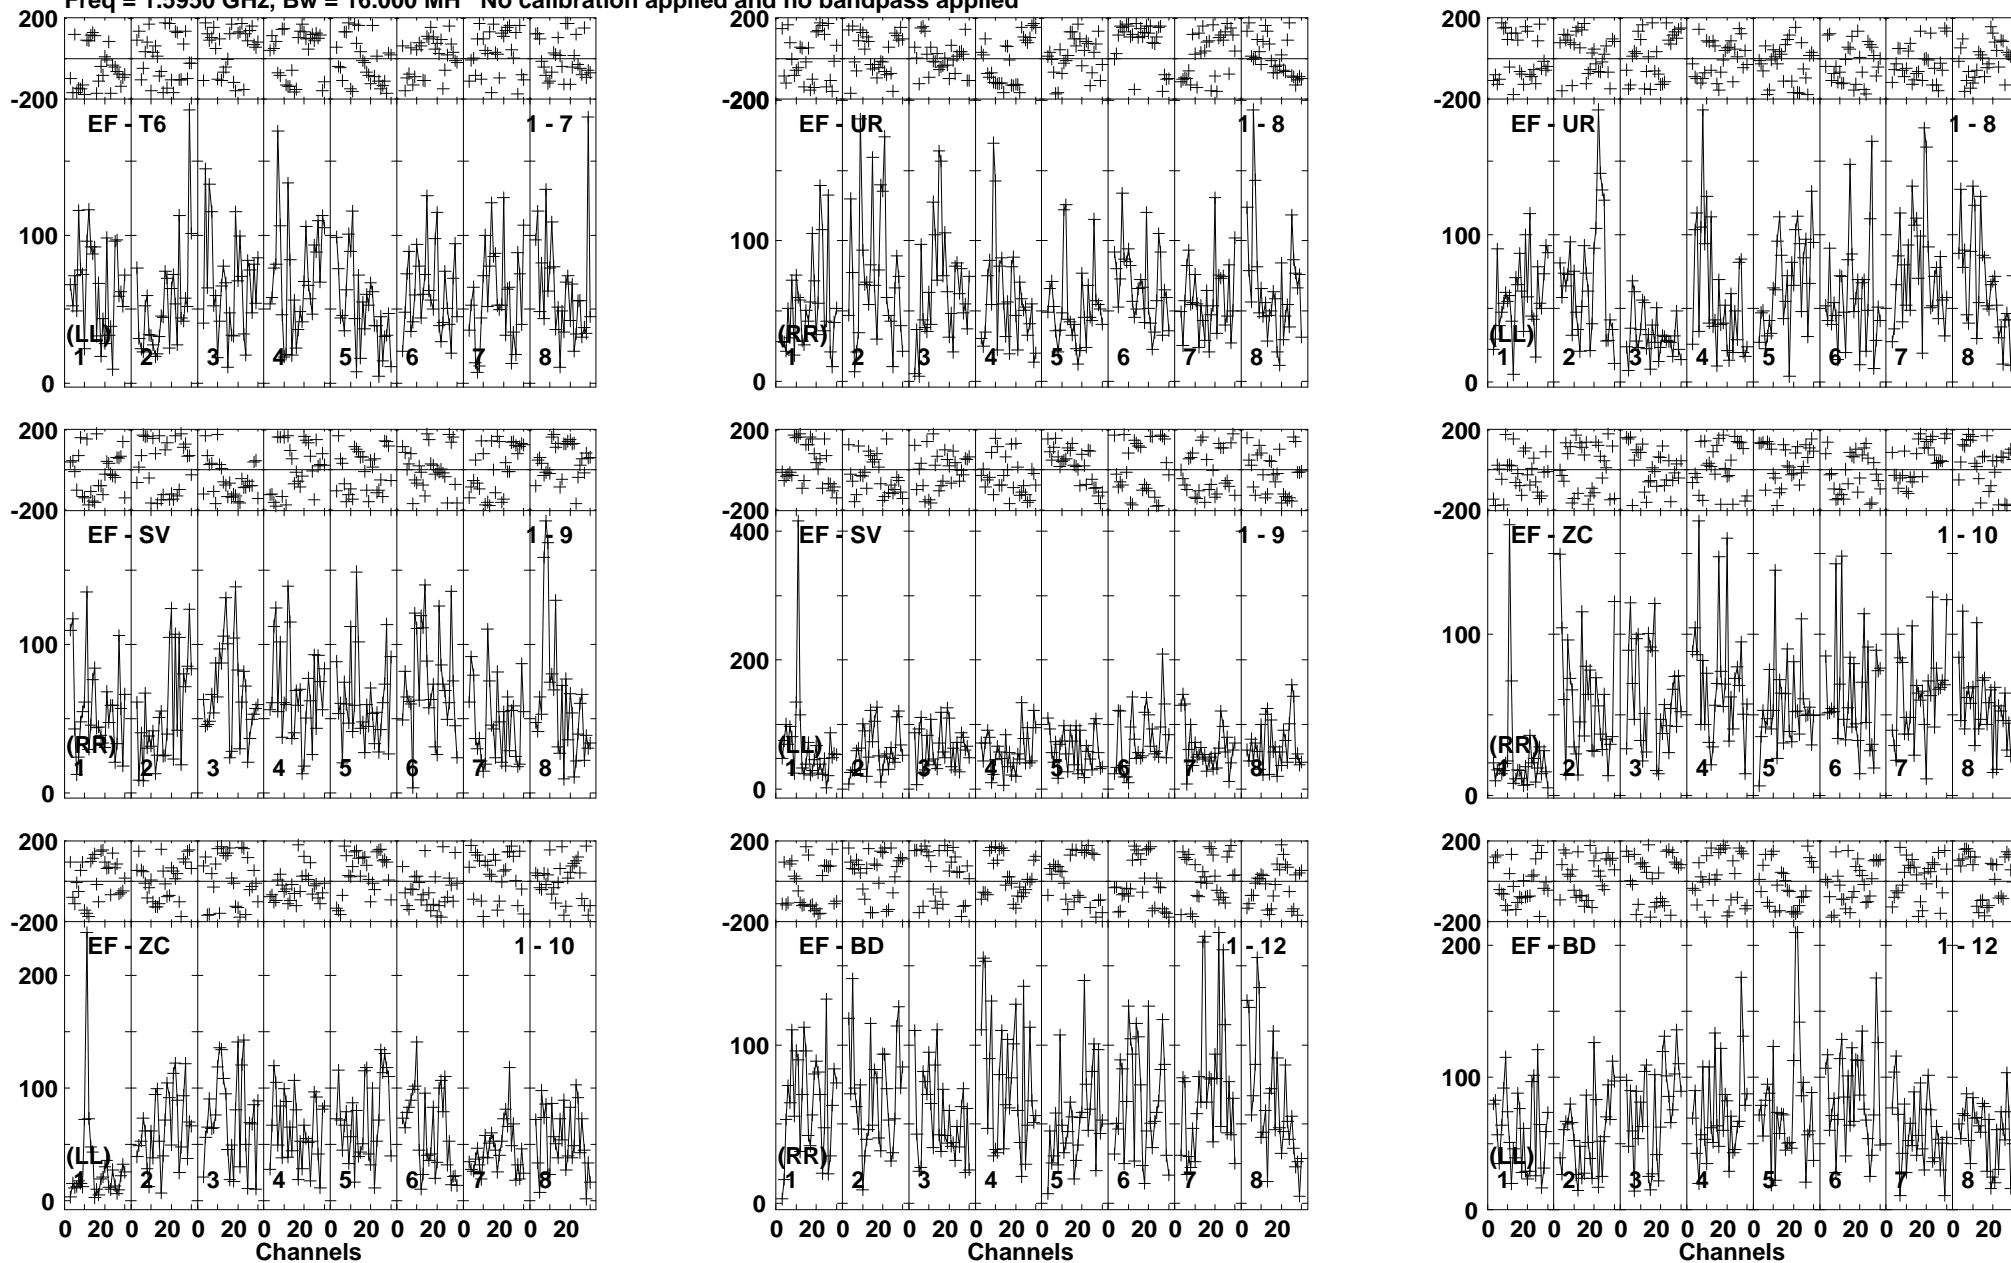 Freq = 1.5950 GHz, Bw = 16.000 MH No calibration applied and no bandpass applied
200 200 200
-200 -200 -200
EF - T6 1 - 7 EF - UR 1 - 8 EF - UR 1 - 8
100 100 100
(LL) (RR) (LL)
1 2 3 4 5 6 7 8 1 2 3 4 5 6 7 8 1 2 3 4 5 6 7 8
0 0 0
200 200 200
-200 -200 -200
EF - SV 1 - 9 EF - SV 1 - 9 EF - ZC 1 - 10
400
100 200 100
(RR) (LL) (RR)
1 2 3 4 5 6 7 8 1 2 3 4 5 6 7 8 1 2 3 4 5 6 7 8
0 0 0
200 200 200
-200 -200 -200
EF - ZC 1 - 10 EF - BD 1 - 12 EF - BD 1 - 12
200 200
100 100 100
(LL) (RR) (LL)
1 2 3 4 5 6 7 8 1 2 3 4 5 6 7 8 1 2 3 4 5 6 7 8
0 0 0
0 20 0 20 0 20 0 20 0 20 0 20 0 20 0 20 0 20 0 20 0 20 0 20 0 20 0 20 0 20 0 20 0 20 0 20 0 20 0 20 0 20 0 20 0 20 0 20
Channels Channels Channels